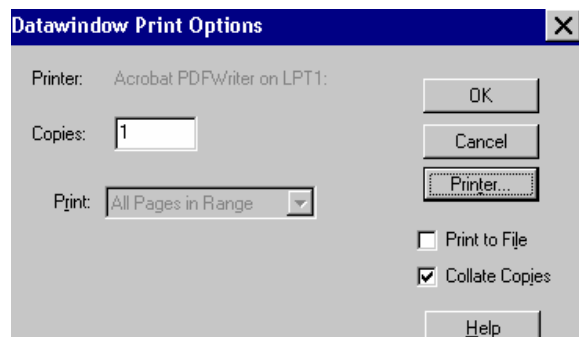 Datawindow Print Options
Printer: Acrobat PDFWriter on LPT1:
OK
Copies: 1
Cancel
Printer...
Print: All Pages in Range
Print to File
Collate Copies
Help